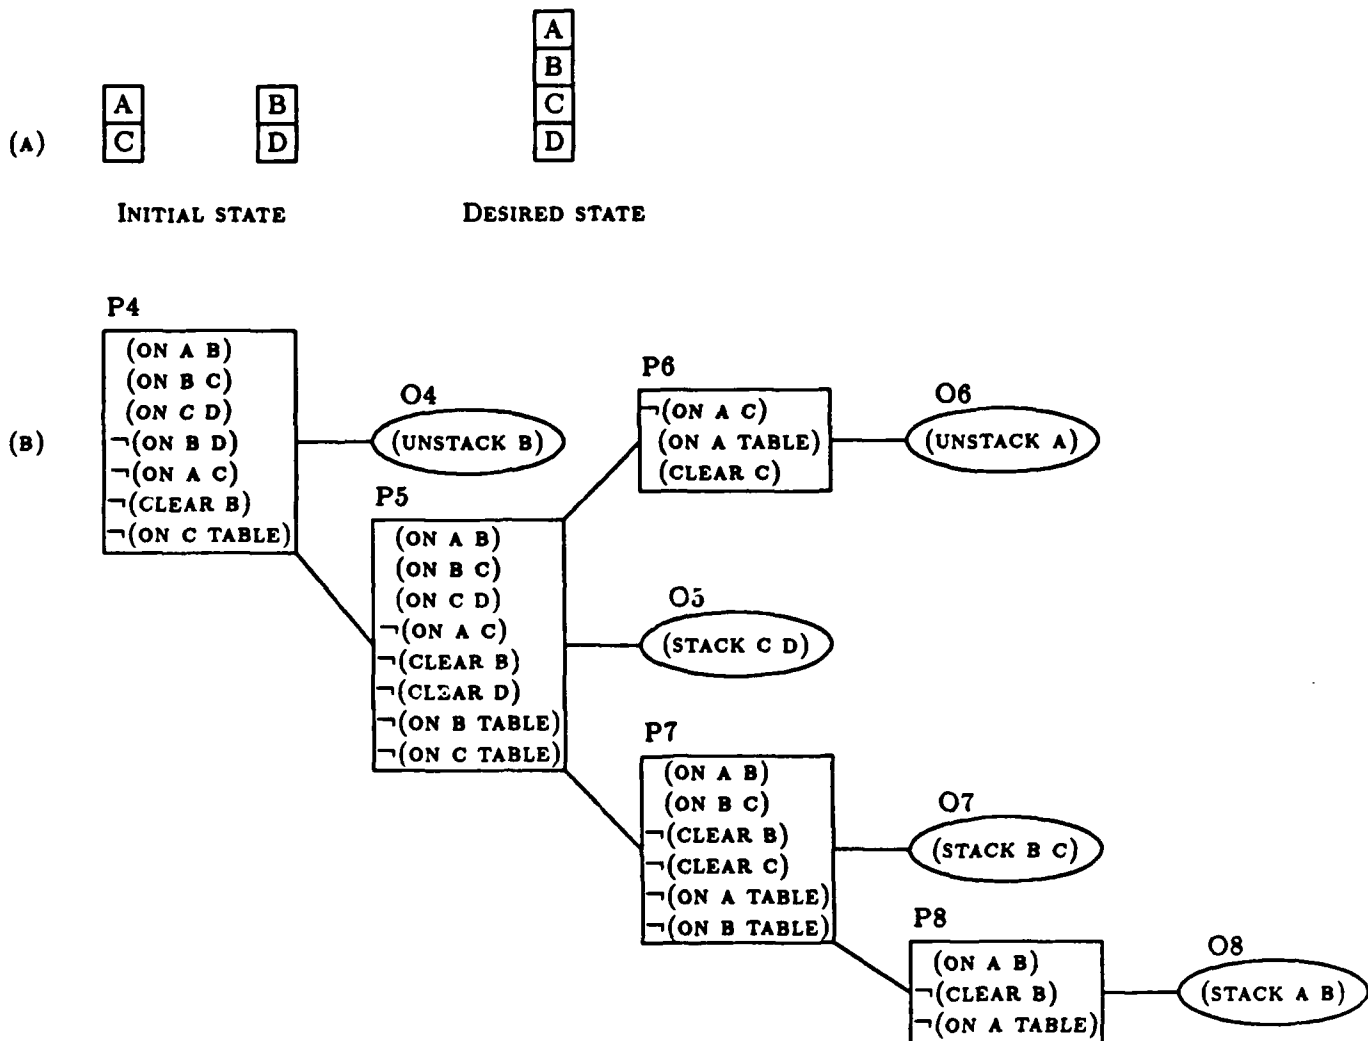 A
B
C
D
A
C
B
D
(A)
INITIAL STATE
DESIRED STATE
(B)
P4
(ON A B)
(ON B C)
(ON C D)
¬(ON B D)
¬(ON A C)
¬(CLEAR B)
¬(ON C TABLE)
O4
(UNSTACK B)
P5
(ON A B)
(ON B C)
(ON C D)
¬(ON A C)
¬(CLEAR B)
¬(CLEAR D)
¬(ON B TABLE)
¬(ON C TABLE)
P6
¬(ON A C)
(ON A TABLE)
(CLEAR C)
O6
(UNSTACK A)
O5
(STACK C D)
P7
(ON A B)
(ON B C)
¬(CLEAR B)
¬(CLEAR C)
¬(ON A TABLE)
¬(ON B TABLE)
O7
(STACK B C)
P8
(ON A B)
¬(CLEAR B)
¬(ON A TABLE)
O8
(STACK A B)